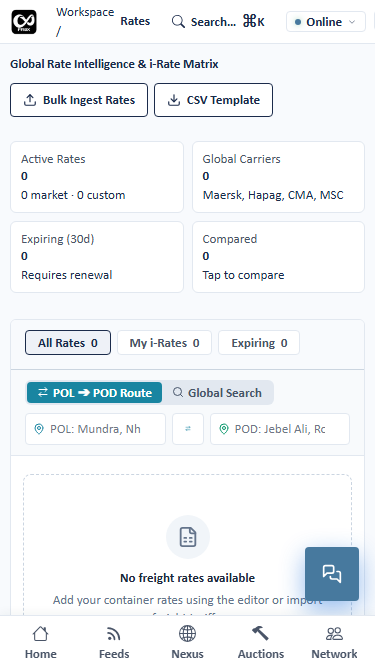 Workspace
/
Rates
Search... ⌘K
Online
Global Rate Intelligence & i-Rate Matrix
Bulk Ingest Rates
CSV Template
Active Rates
0
0 market · 0 custom
Global Carriers
0
Maersk, Hapag, CMA, MSC
Expiring (30d)
0
Requires renewal
Compared
0
Tap to compare
All Rates 0
My i-Rates 0
Expiring 0
POL ➔ POD Route
Global Search
POL: Mundra, Nh
POD: Jebel Ali, Rc
No freight rates available
Add your container rates using the editor or import
Home
Feeds
Nexus
Auctions
Network